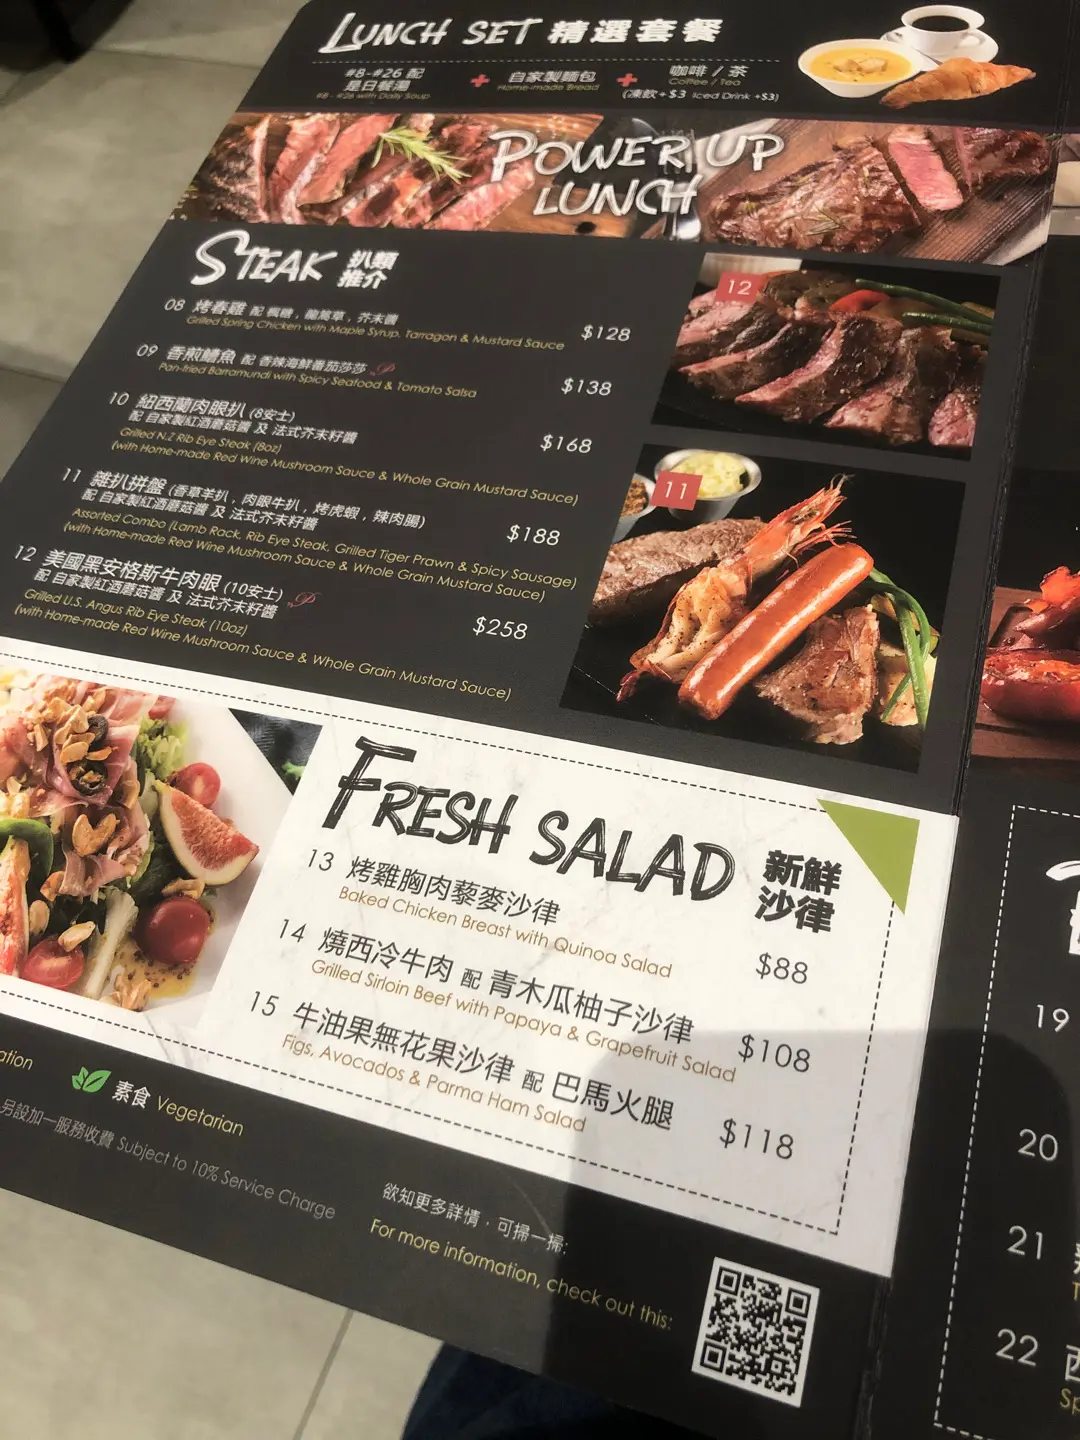 LUNCH SET 精選套餐
#8-#26 配
是日餐湯
#8 - #26 with Daily Soup
+
自家製麵包
Home-made Bread
+
咖啡 / 茶
Coffee / Tea
(凍飲+$3 Iced Drink +$3)
POWER UP
LUNCH
STEAK 扒類
推介
08 烤春雞 配 楓糖 , 龍蒿草 , 芥末醬
Grilled Spring Chicken with Maple Syrup, Tarragon & Mustard Sauce
$128
09 香煎鱸魚 配 香辣海鮮番茄莎莎
Pan-fried Barramundi with Spicy Seafood & Tomato Salsa
$138
10 紐西蘭肉眼扒 (8安士)
配 自家製紅酒蘑菇醬 及 法式芥末籽醬
Grilled N.Z Rib Eye Steak (8oz)
(with Home-made Red Wine Mushroom Sauce & Whole Grain Mustard Sauce)
$168
11 雜扒拼盤 (香草羊扒 , 肉眼牛扒 , 烤虎蝦 , 辣肉腸)
配 自家製紅酒蘑菇醬 及 法式芥末籽醬
Assorted Combo (Lamb Rack, Rib Eye Steak, Grilled Tiger Prawn & Spicy Sausage)
(with Home-made Red Wine Mushroom Sauce & Whole Grain Mustard Sauce)
$188
12 美國黑安格斯牛肉眼 (10安士)
配 自家製紅酒蘑菇醬 及 法式芥末籽醬
Grilled U.S. Angus Rib Eye Steak (10oz)
(with Home-made Red Wine Mushroom Sauce & Whole Grain Mustard Sauce)
$258
12
11
FRESH SALAD 新鮮
沙律
13 烤雞胸肉藜麥沙律
Baked Chicken Breast with Quinoa Salad
$88
14 燒西冷牛肉 配 青木瓜柚子沙律
Grilled Sirloin Beef with Papaya & Grapefruit Salad
$108
15 牛油果無花果沙律 配 巴馬火腿
Figs, Avocados & Parma Ham Salad
$118
素食 Vegetarian
另設加一服務收費 Subject to 10% Service Charge
欲知更多詳情，可掃一掃:
For more information, check out this:
19
20
21
22